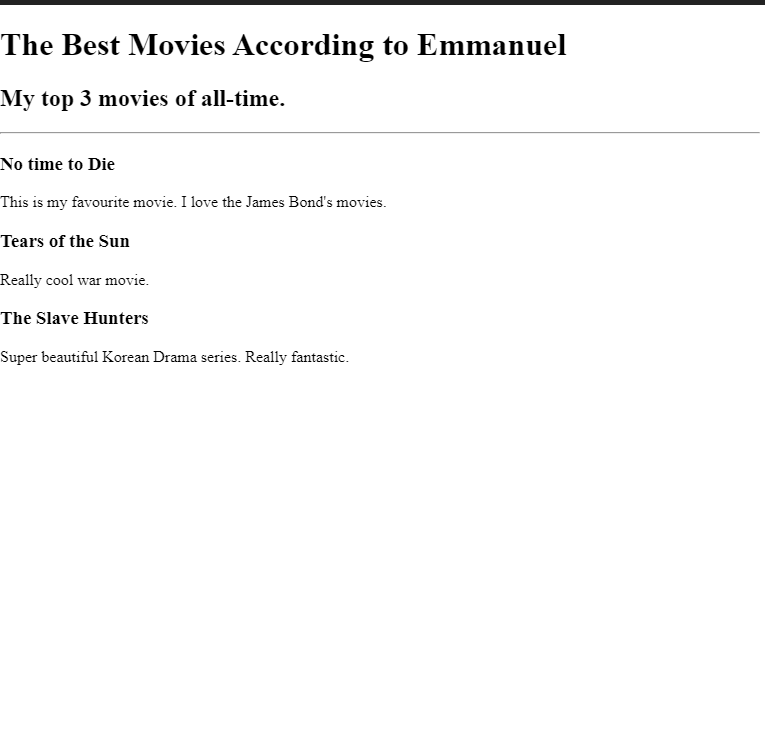 The Best Movies According to Emmanuel
My top 3 movies of all-time.
No time to Die
This is my favourite movie. I love the James Bond's movies.
Tears of the Sun
Really cool war movie.
The Slave Hunters
Super beautiful Korean Drama series. Really fantastic.